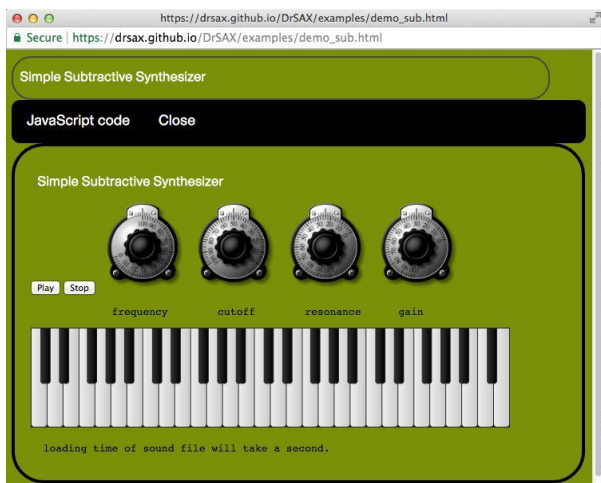 https://drsax.github.io/DrSAX/examples/demo_sub.html
Secure | https://drsax.github.io/DrSAX/examples/demo_sub.html
Simple Subtractive Synthesizer
JavaScript code Close
Simple Subtractive Synthesizer
Play Stop
frequency cutoff resonance gain
loading time of sound file will take a second.